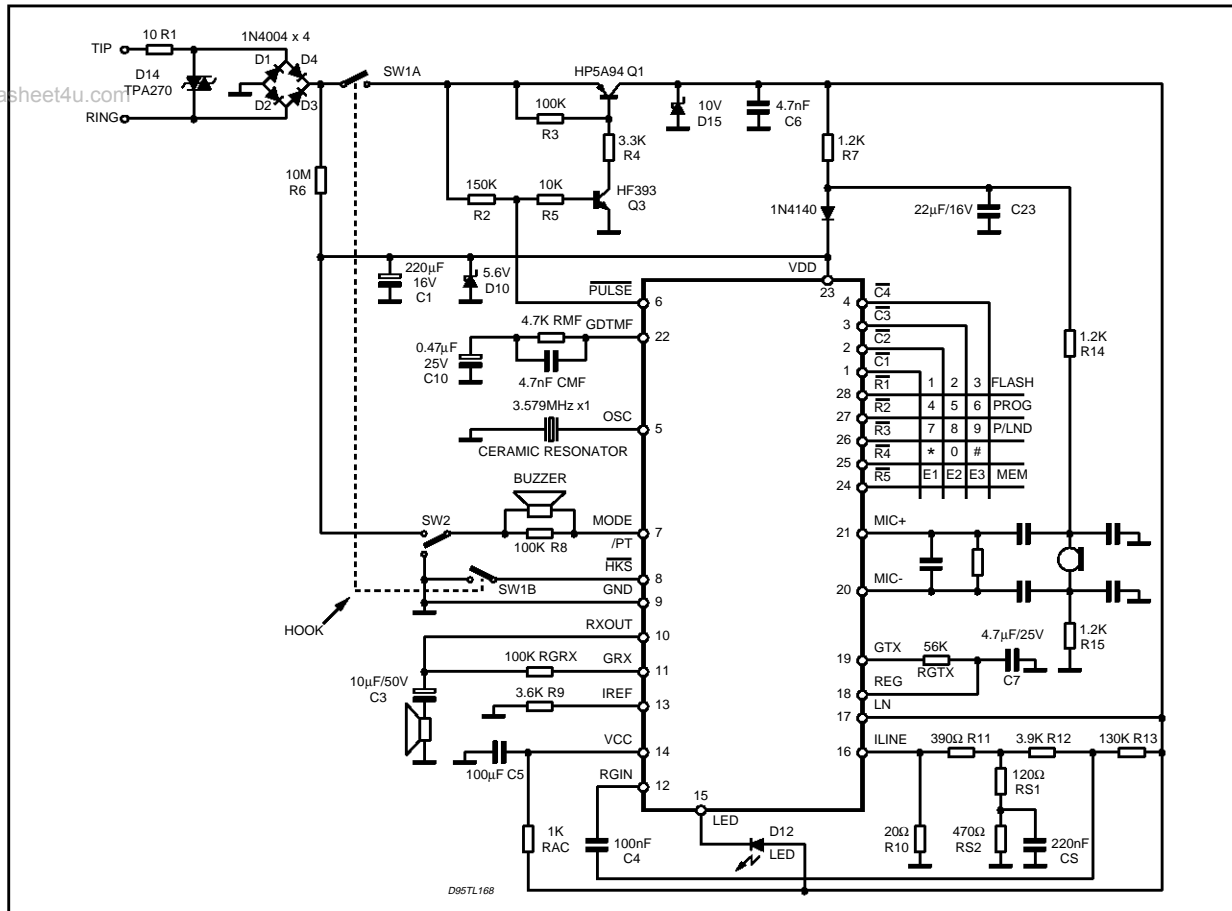 TIP
10 R1
1N4004 x 4
D1
D4
D2
D3
D14
TPA270
RING
asheet4u.com
SW1A
HP5A94 Q1
100K
R3
3.3K
R4
10V
D15
4.7nF
C6
1.2K
R7
10M
R6
150K
R2
10K
R5
HF393
Q3
1N4140
22µF/16V
C23
220µF
16V
C1
5.6V
D10
VDD
23
PULSE
6
4.7K RMF
GDTMF
22
0.47µF
25V
C10
4.7nF CMF
3.579MHz x1
OSC
5
CERAMIC RESONATOR
BUZZER
SW2
100K R8
MODE
/PT
7
HKS
8
SW1B
GND
9
HOOK
RXOUT
10
100K RGRX
GRX
11
10µF/50V
C3
3.6K R9
IREF
13
VCC
14
100µF C5
RGIN
12
1K
RAC
100nF
C4
15
LED
D12
LED
D95TL168
4
C4
3
C3
2
C2
1
C1
28
R1
1 2 3 FLASH
27
R2
4 5 6 PROG
26
R3
7 8 9 P/LND
25
R4
* 0 #
24
R5
E1 E2 E3 MEM
1.2K
R14
21
MIC+
20
MIC-
1.2K
R15
19
GTX
56K
RGTX
4.7µF/25V
C7
18
REG
17
LN
16
ILINE
390Ω R11
3.9K R12
130K R13
120Ω
RS1
20Ω
R10
470Ω
RS2
220nF
CS